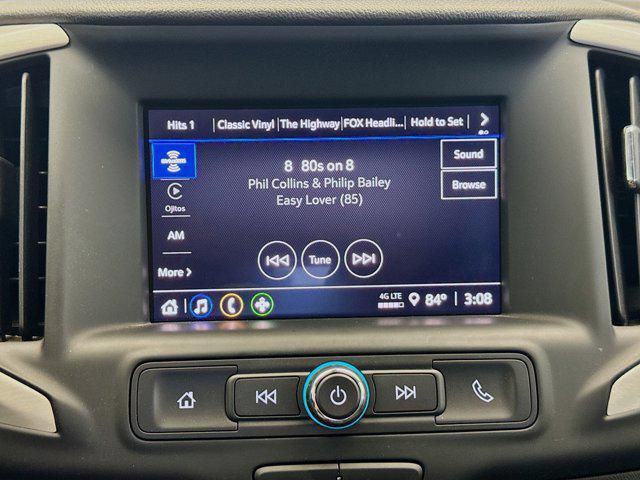 Hits 1 Classic Vinyl The Highway FOX Headli... Hold to Set
SiriusXM
Sound
8 80s on 8
Phil Collins & Philip Bailey
Easy Lover (85)
Browse
Ojitos
AM
Tune
More
4G LTE 84° 3:08